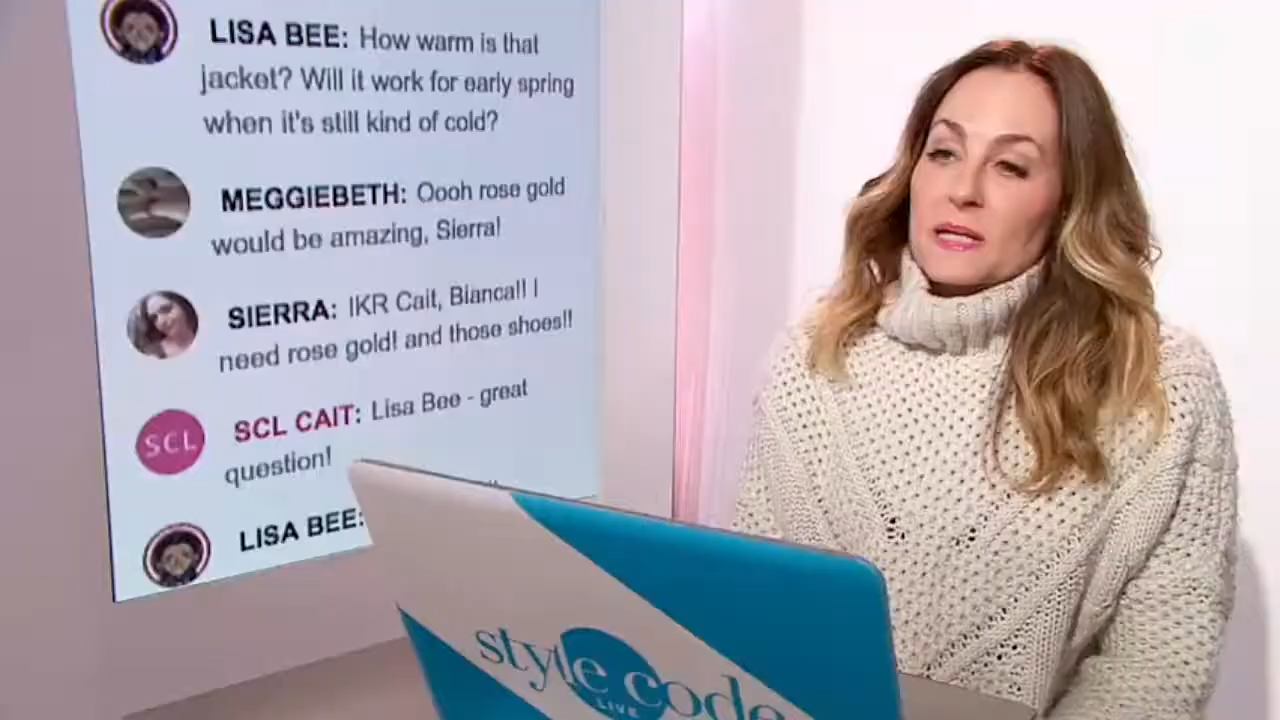 LISA BEE: How warm is that
jacket? Will it work for early spring
when it's still kind of cold?
MEGGIEBETH: Oooh rose gold
would be amazing, Sierra!
SIERRA: IKR Cait, Bianca!! I
need rose gold! and those shoes!!
SCL
SCL CAIT: Lisa Bee - great
question!
LISA BEE:
style code
LIVE